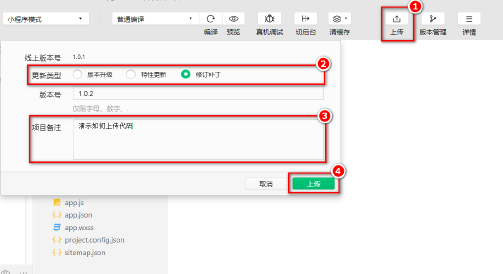 小程序模式
普通编译
编译
预览
真机调试
切后台
清缓存
上传
版本管理
详情
1
线上版本号
1.0.1
2
更新类型
版本升级
特性更新
修订补丁
版本号
1.0.2
仅限字母、数字、.
3
项目备注
演示如何上传代码
4
取消
上传
app.js
app.json
app.wxss
project.config.json
sitemap.json